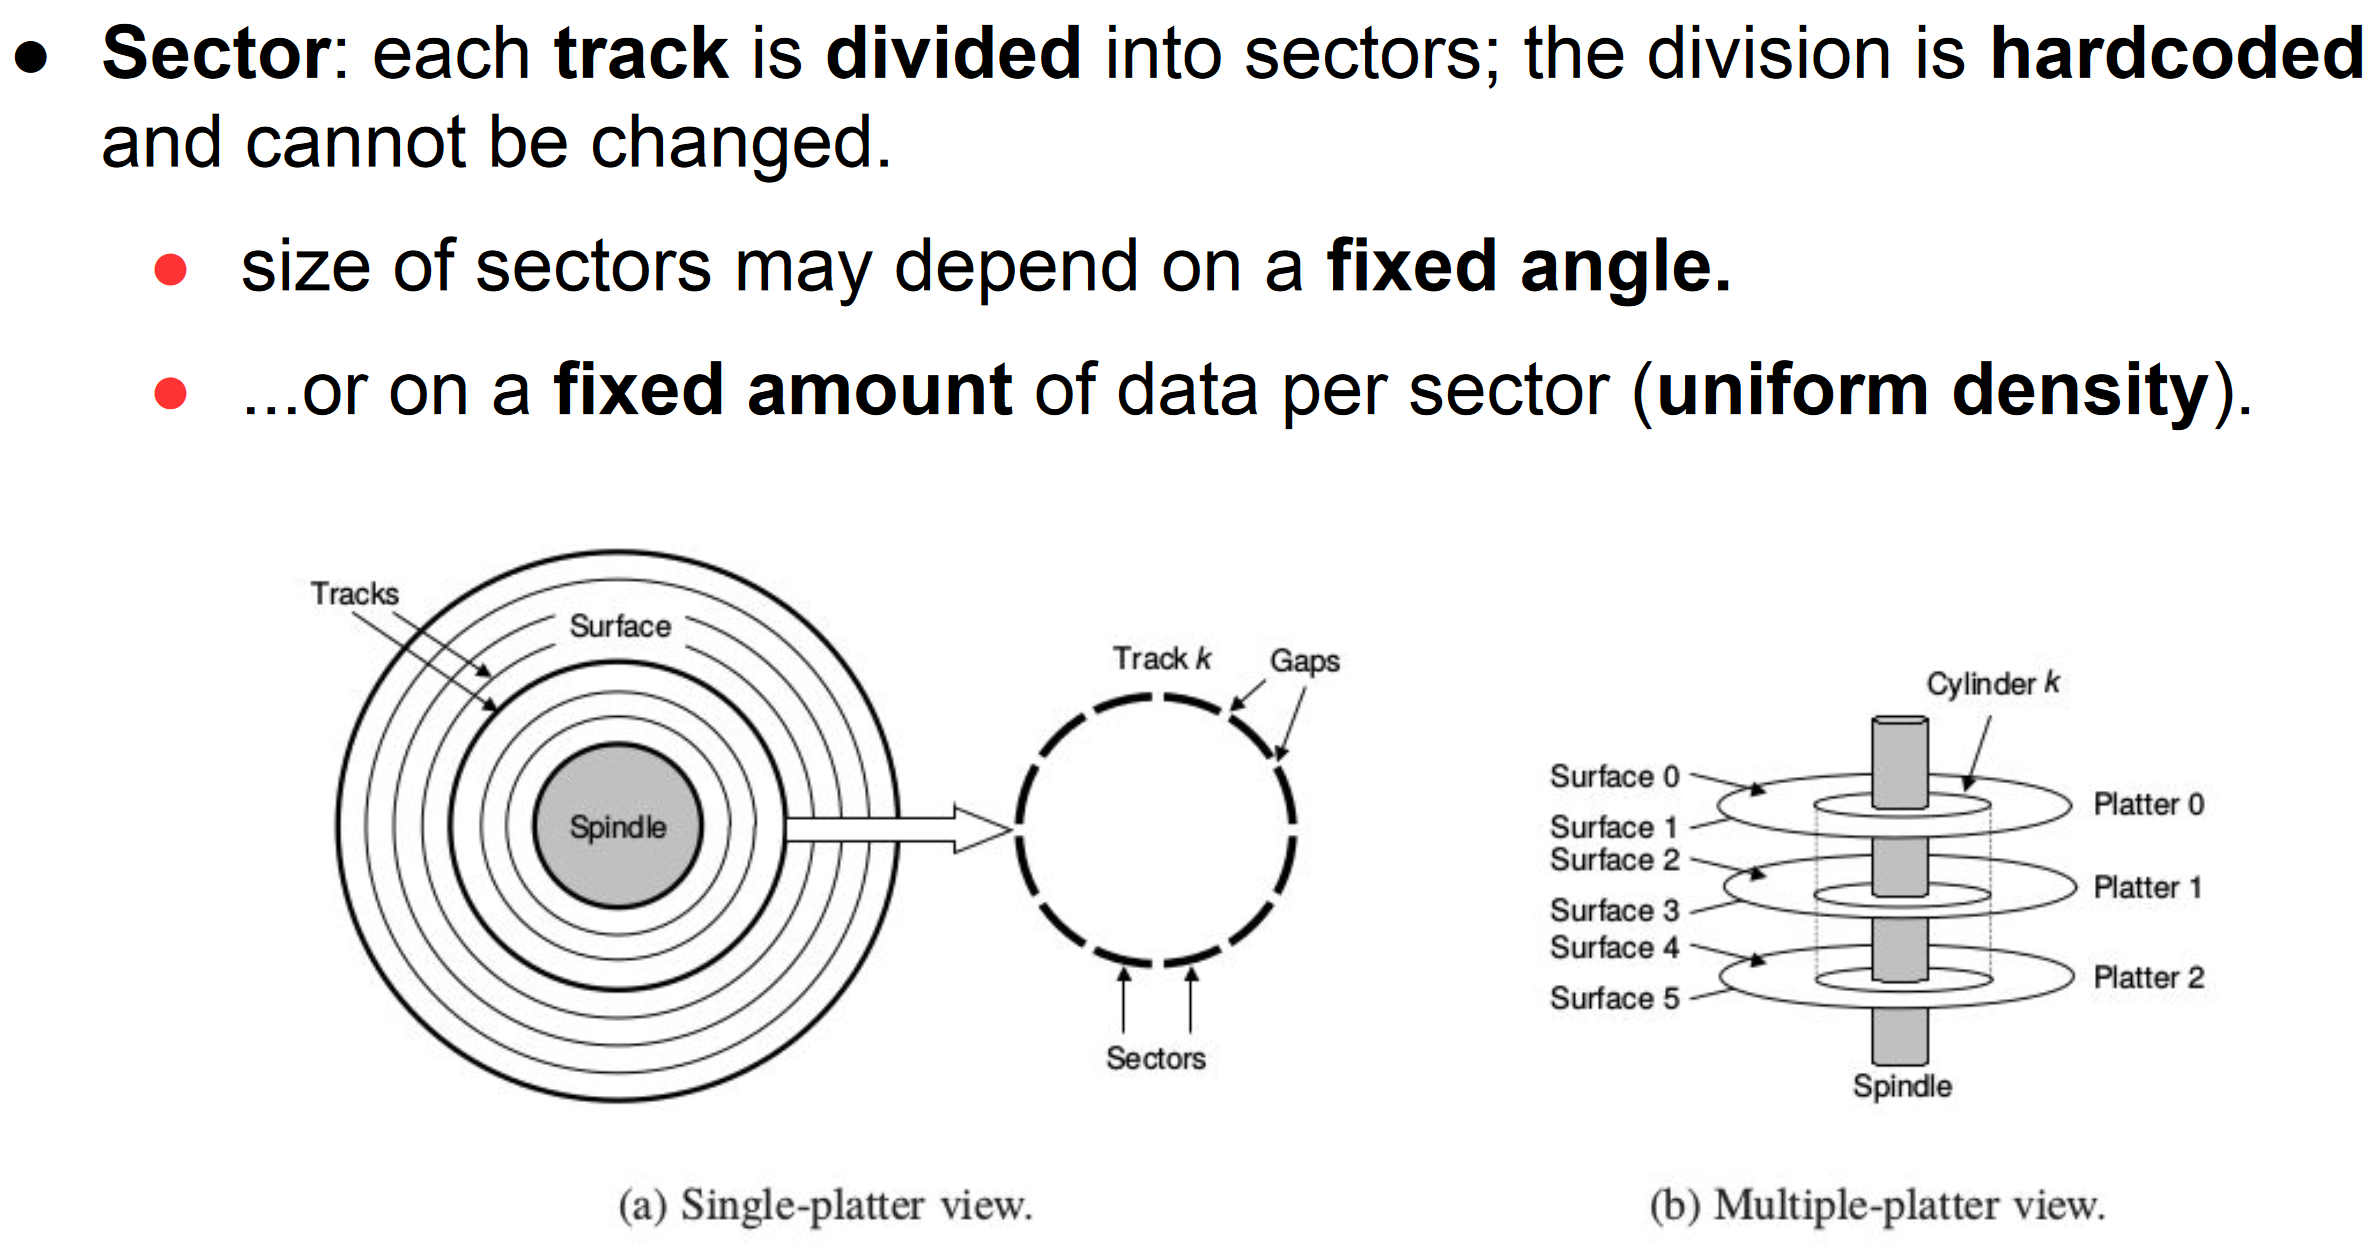 ● Sector: each track is divided into sectors; the division is hardcoded
and cannot be changed.
● size of sectors may depend on a fixed angle.
● ...or on a fixed amount of data per sector (uniform density).
Tracks
Surface
Spindle
Track k
Gaps
Sectors
(a) Single-platter view.
Cylinder k
Surface 0
Surface 1
Surface 2
Surface 3
Surface 4
Surface 5
Platter 0
Platter 1
Platter 2
Spindle
(b) Multiple-platter view.